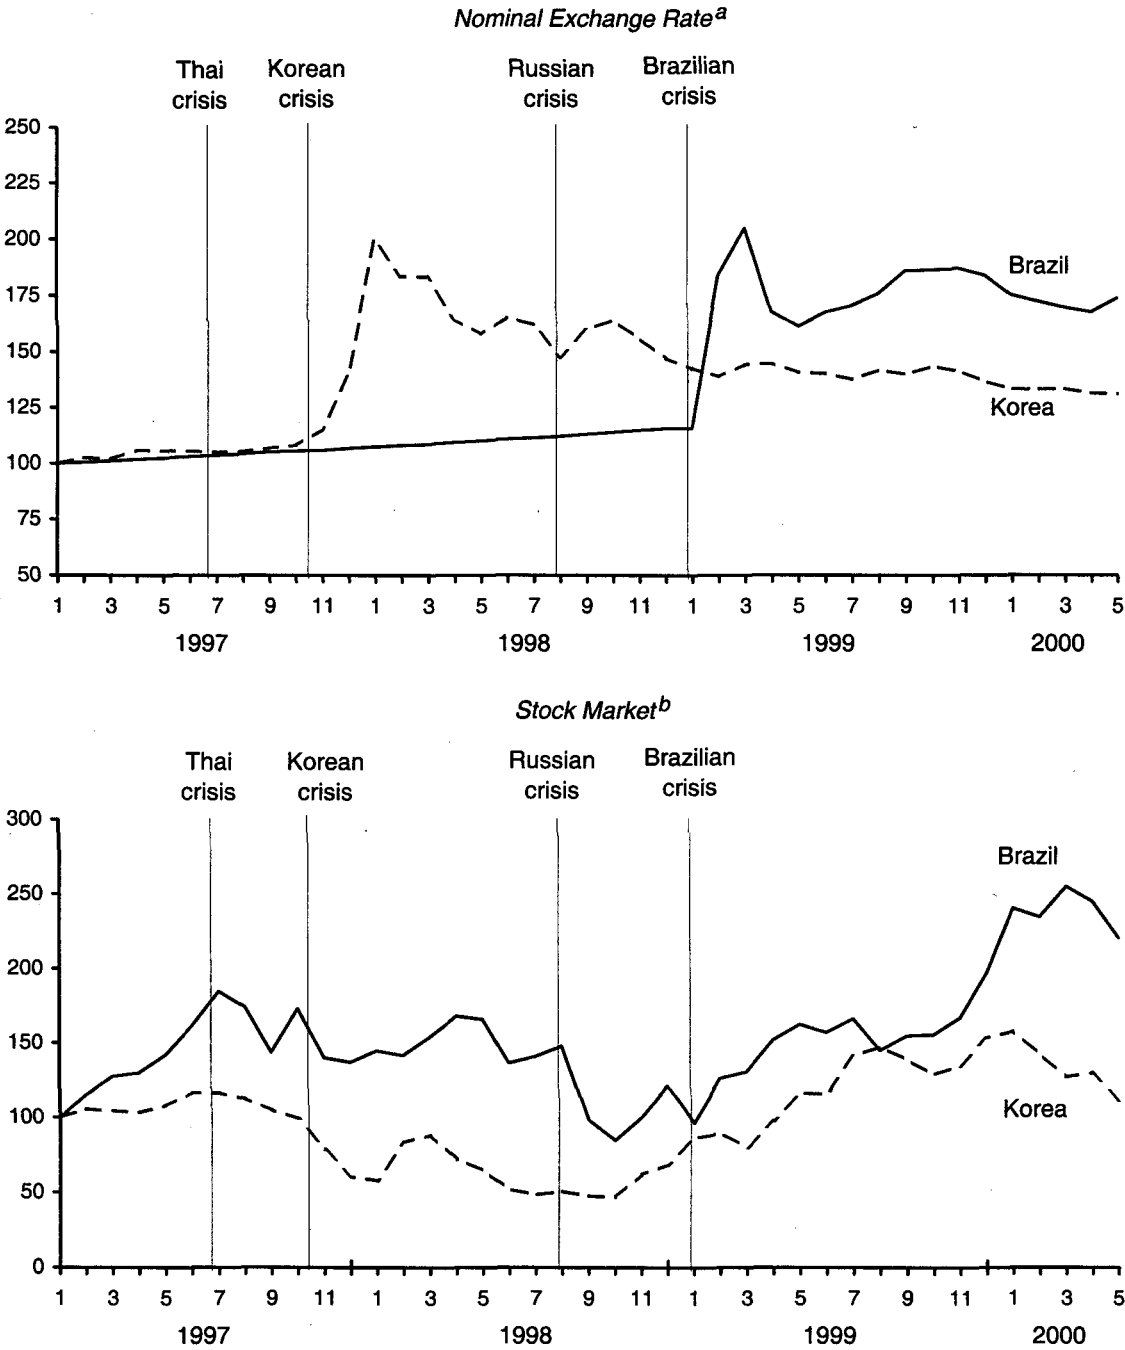 Nominal Exchange Rate a
Thai Korean Russian Brazilian
crisis crisis crisis crisis
250
225
200
175
150
125
100
75
50
Brazil
Korea
1 3 5 7 9 11 1 3 5 7 9 11 1 3 5 7 9 11 1 3 5
1997 1998 1999 2000
Stock Market b
Thai Korean Russian Brazilian
crisis crisis crisis crisis
300
250
200
150
100
50
0
Brazil
Korea
1 3 5 7 9 11 1 3 5 7 9 11 1 3 5 7 9 11 1 3 5
1997 1998 1999 2000